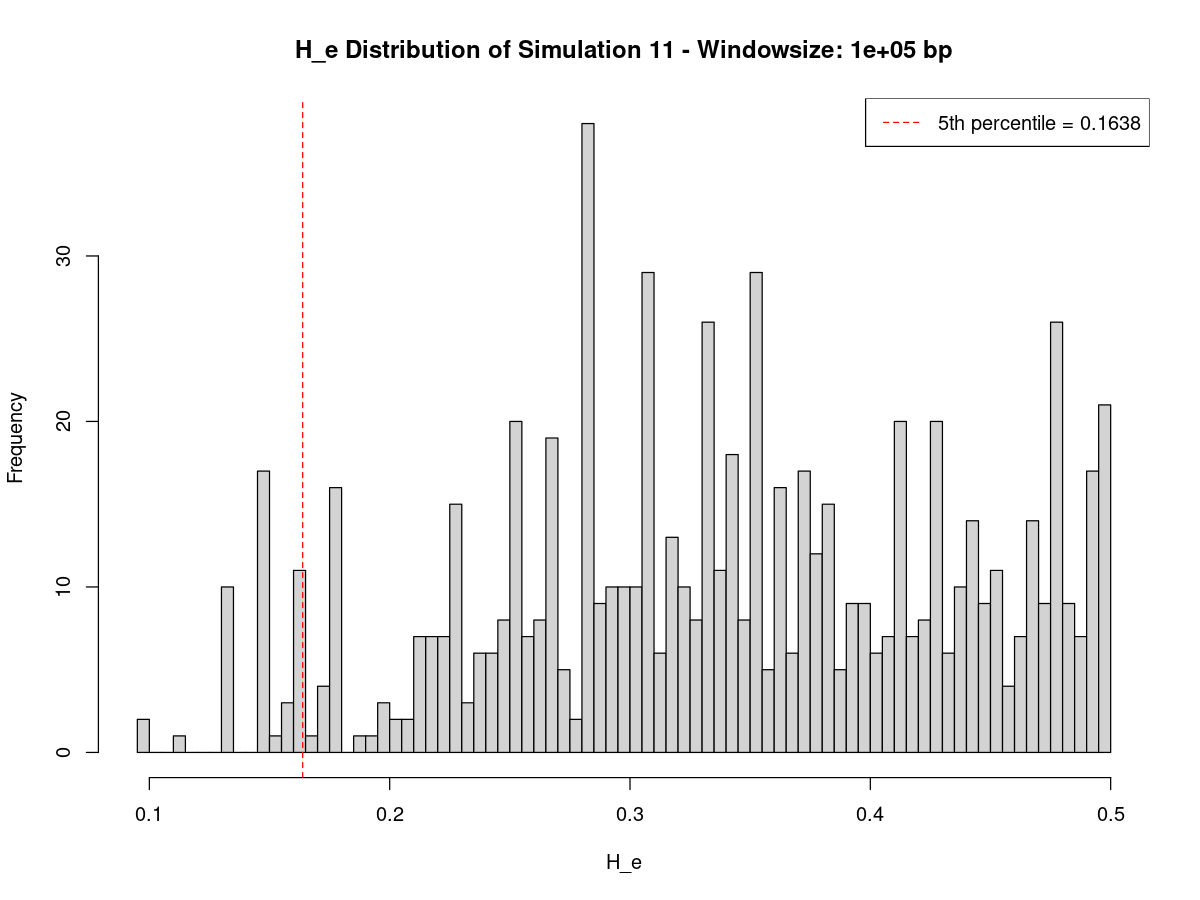 H_e Distribution of Simulation 11 - Windowsize: 1e+05 bp
5th percentile = 0.1638
Frequency
30
20
10
0
0.1 0.2 0.3 0.4 0.5
H_e